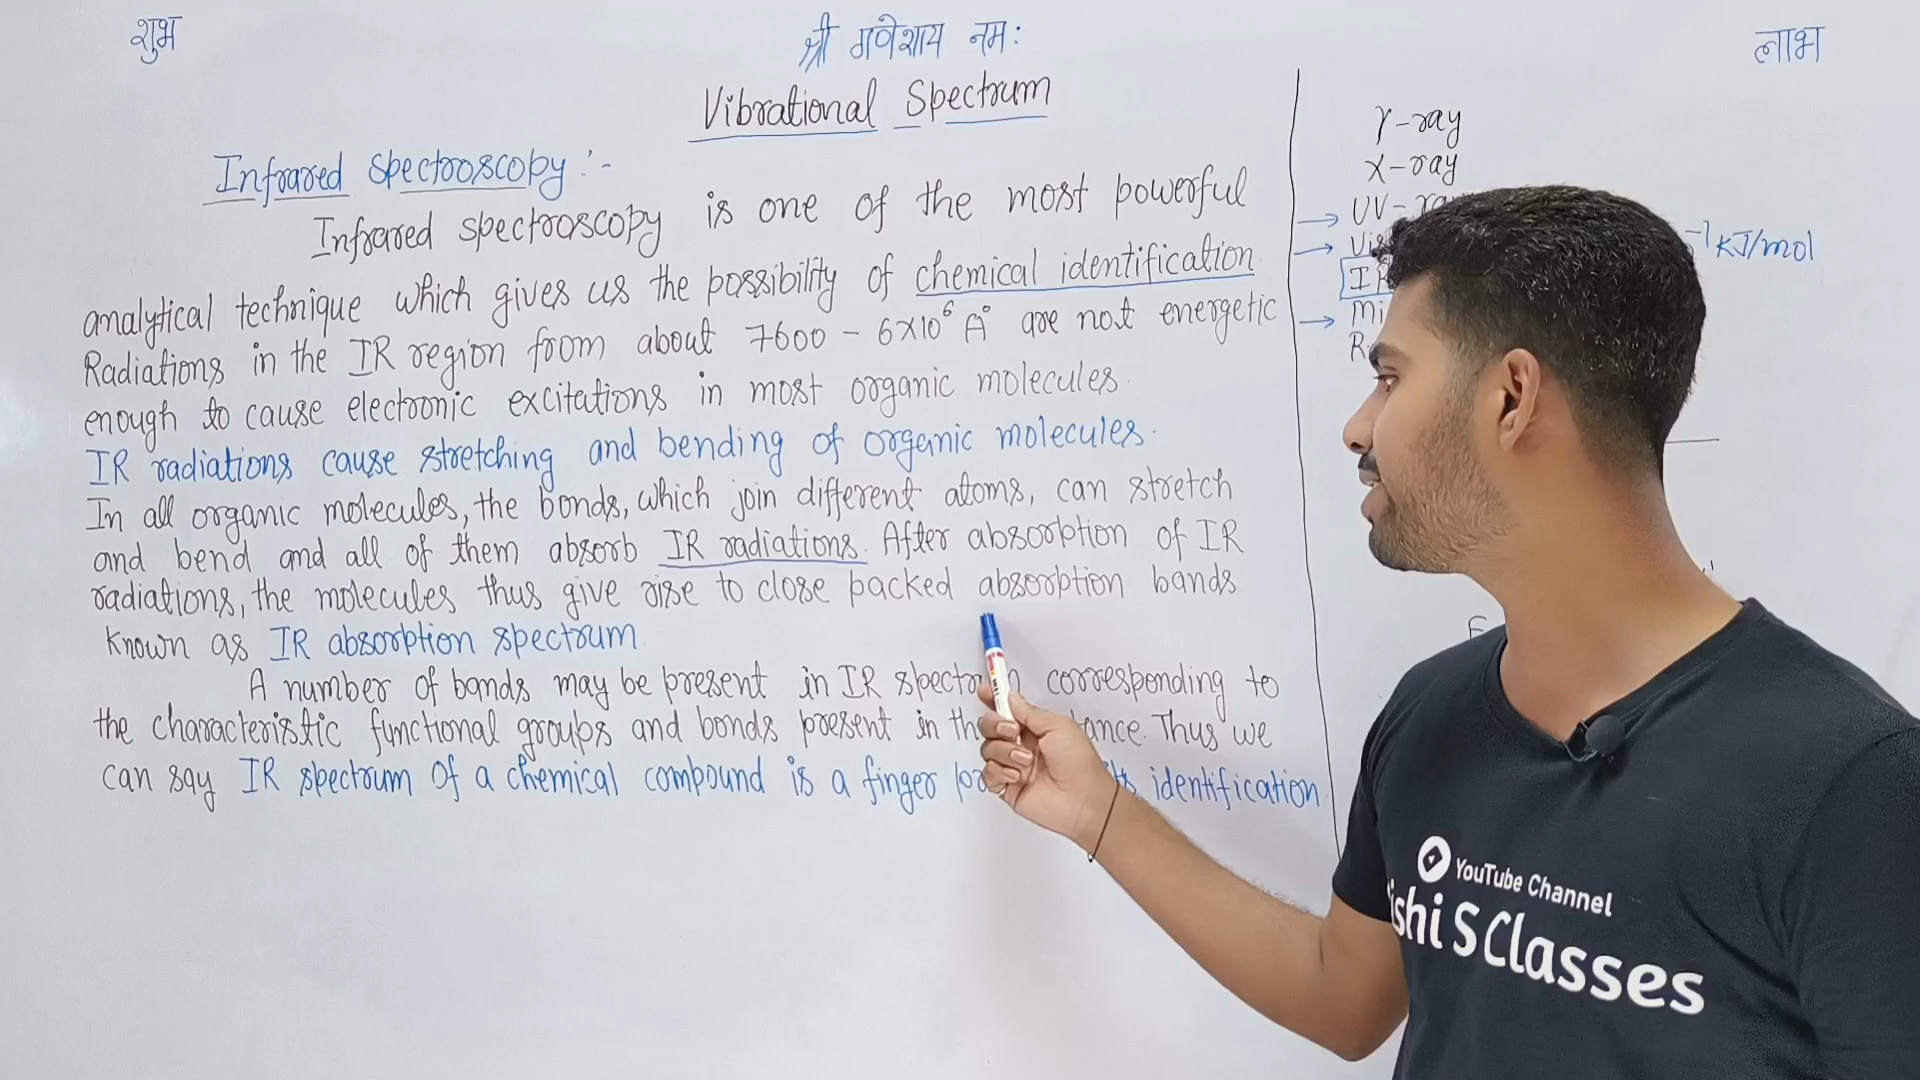 शुभ
श्री गणेशाय नमः
लाभ
Vibrational Spectrum
Infrared Spectroscopy :-
Infrared spectroscopy is one of the most powerful
analytical technique which gives us the possibility of chemical identification
Radiations in the IR region from about 7600 - 6×10⁶ A° are not energetic
enough to cause electronic excitations in most organic molecules.
IR radiations cause stretching and bending of organic molecules.
In all organic molecules, the bonds, which join different atoms, can stretch
and bend and all of them absorb IR radiations. After absorption of IR
radiations, the molecules thus give rise to close packed absorption bands
known as IR absorption spectrum.
A number of bands may be present in IR corresponding to
the characteristic functional groups and bonds present in Thus we
can say IR spectrum of a chemical compound is a finger identification.
γ-ray
X-ray
UV-
⁻¹ KJ/mol
YouTube Channel
ishi S Classes